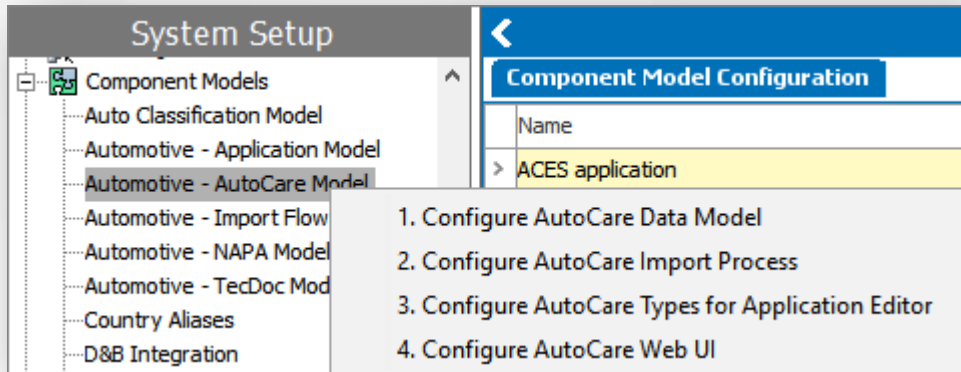 System Setup
Component Models
Auto Classification Model
Automotive - Application Model
Automotive - AutoCare Model
Automotive - Import Flow
Automotive - NAPA Model
Automotive - TecDoc Mod
Country Aliases
D&B Integration
Component Model Configuration
Name
ACES application
1. Configure AutoCare Data Model
2. Configure AutoCare Import Process
3. Configure AutoCare Types for Application Editor
4. Configure AutoCare Web UI